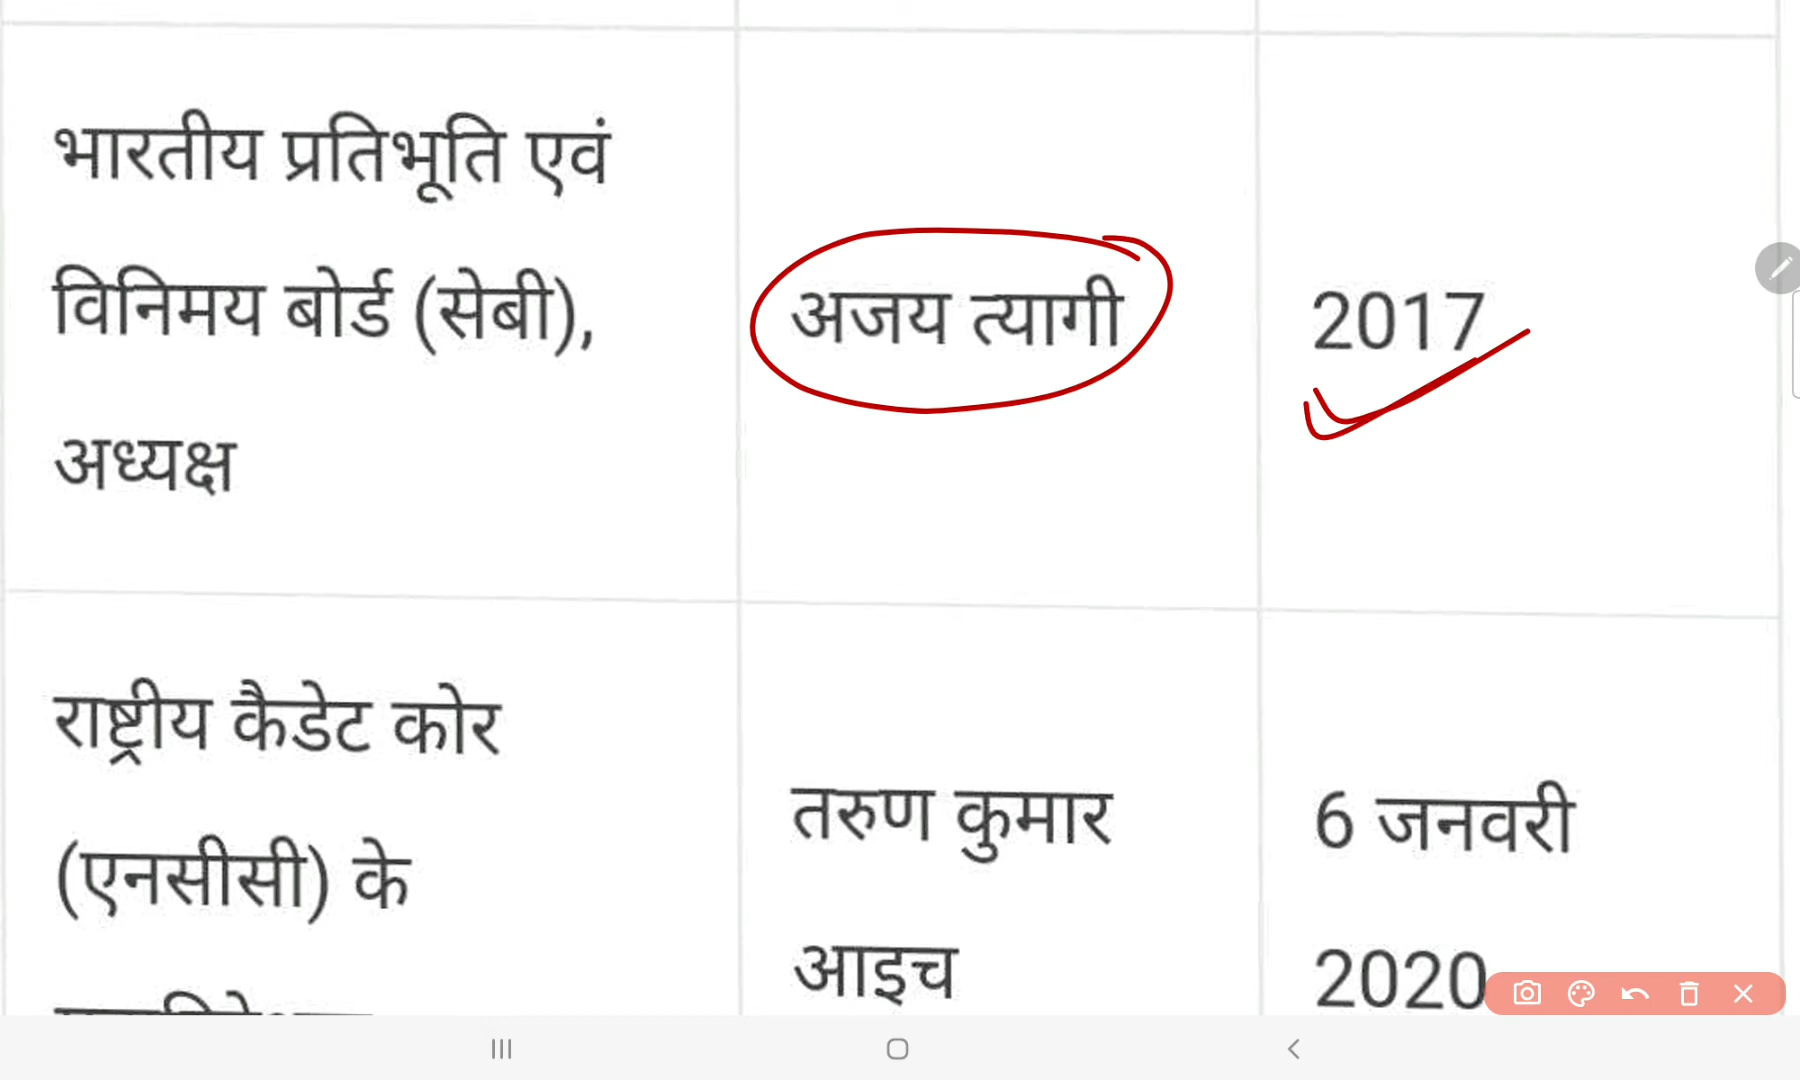 भारतीय प्रतिभूति एवं
विनिमय बोर्ड (सेबी),
अध्यक्ष
अजय त्यागी
2017
राष्ट्रीय कैडेट कोर
(एनसीसी) के
तरुण कुमार
आइच
6 जनवरी
2020